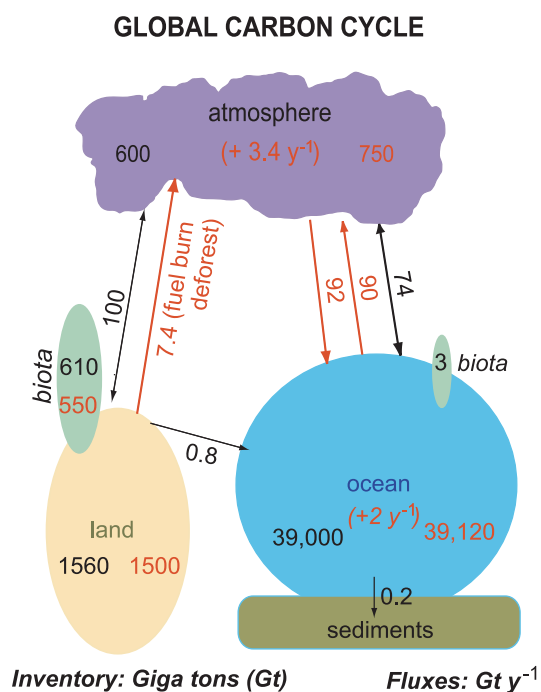 GLOBAL CARBON CYCLE
atmosphere
600
(+ 3.4 y⁻¹)
750
100
7.4 (fuel burn
deforest)
92
90
74
biota
610
550
3 biota
0.8
land
1560 1500
ocean
(+2 y⁻¹)
39,000
39,120
0.2
sediments
Inventory: Giga tons (Gt)
Fluxes: Gt y⁻¹